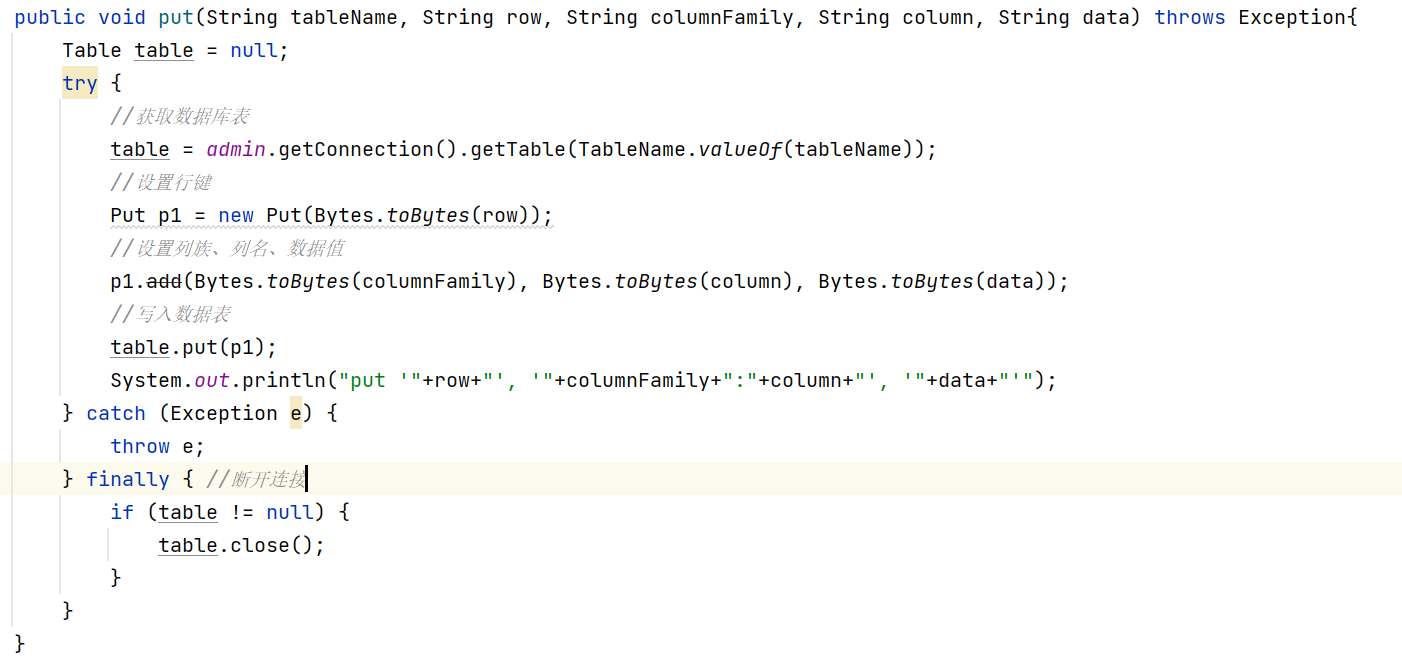 public void put(String tableName, String row, String columnFamily, String column, String data) throws Exception{
Table table = null;
try {
//获取数据库表
table = admin.getConnection().getTable(TableName.valueOf(tableName));
//设置行键
Put p1 = new Put(Bytes.toBytes(row));
//设置列族、列名、数据值
p1.add(Bytes.toBytes(columnFamily), Bytes.toBytes(column), Bytes.toBytes(data));
//写入数据表
table.put(p1);
System.out.println("put '"+row+"', '"+columnFamily+":"+column+"', '"+data+"'");
} catch (Exception e) {
throw e;
} finally { //断开连接
if (table != null) {
table.close();
}
}
}